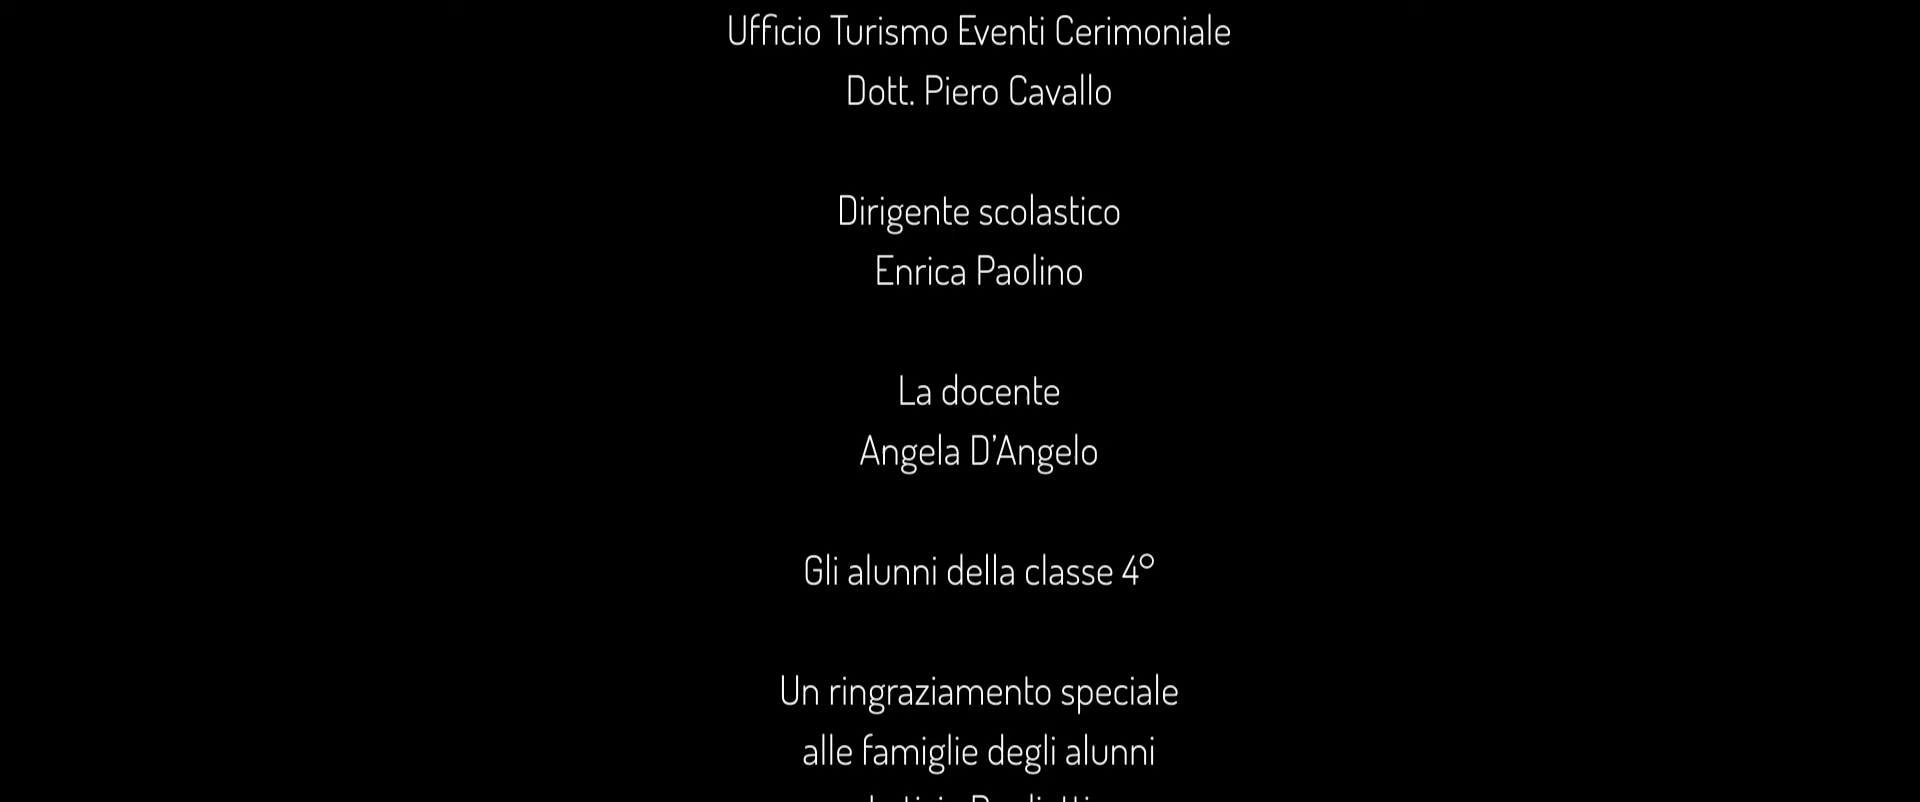 Ufficio Turismo Eventi Cerimoniale
Dott. Piero Cavallo
Dirigente scolastico
Enrica Paolino
La docente
Angela D’Angelo
Gli alunni della classe 4°
Un ringraziamento speciale
alle famiglie degli alunni